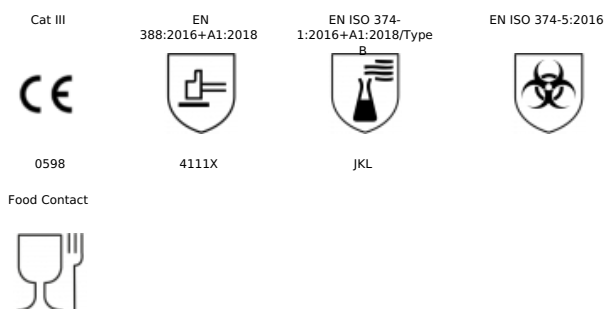 Cat III
EN
388:2016+A1:2018
EN ISO 374-
1:2016+A1:2018/Type
B
EN ISO 374-5:2016
CE
0598
4111X
JKL
Food Contact